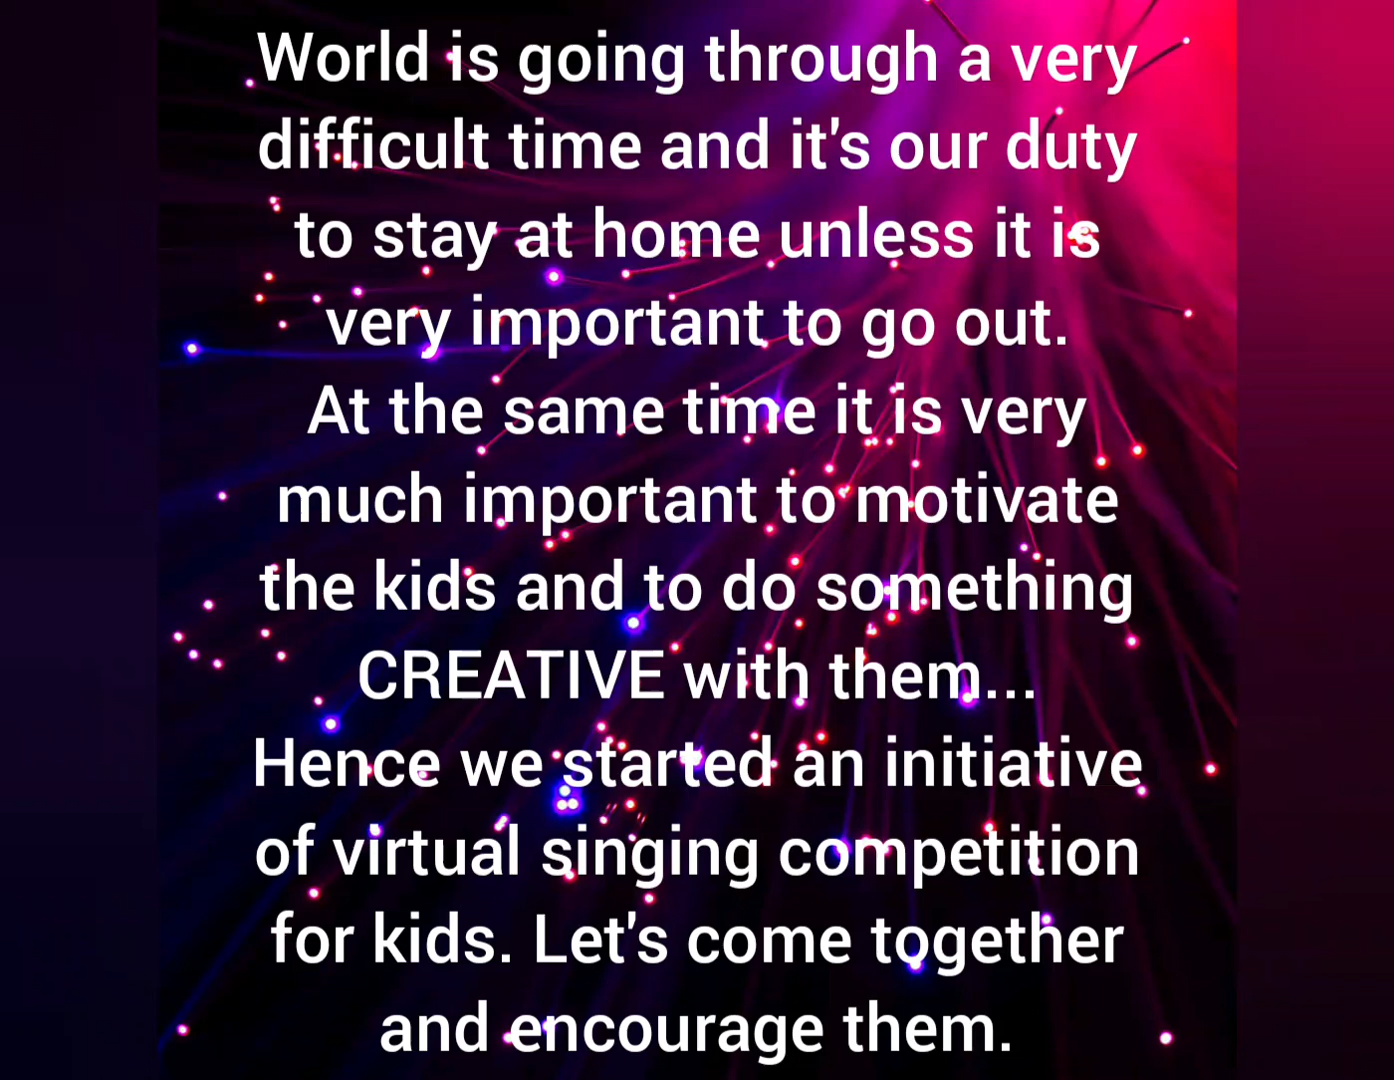 World is going through a very
difficult time and it's our duty
to stay at home unless it is
very important to go out.
At the same time it is very
much important to motivate
the kids and to do something
CREATIVE with them...
Hence we started an initiative
of virtual singing competition
for kids. Let's come together
and encourage them.